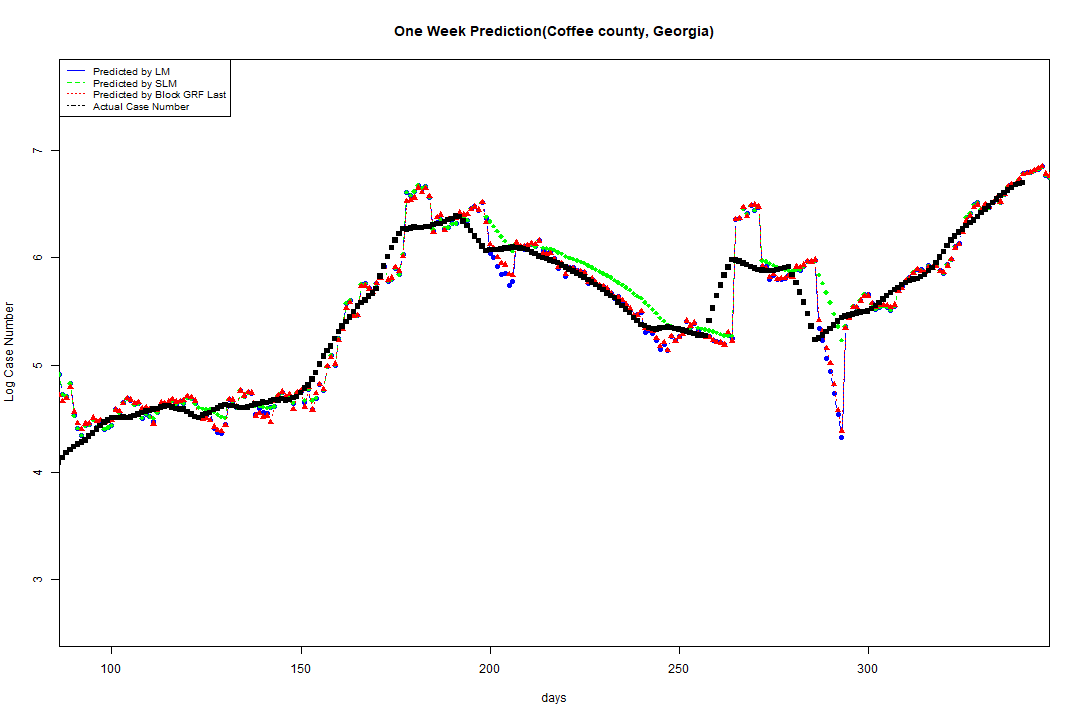 One Week Prediction(Coffee county, Georgia)
Predicted by LM
Predicted by SLM
Predicted by Block GRF Last
Actual Case Number
7
6
5
4
3
Log Case Number
100 150 200 250 300
days